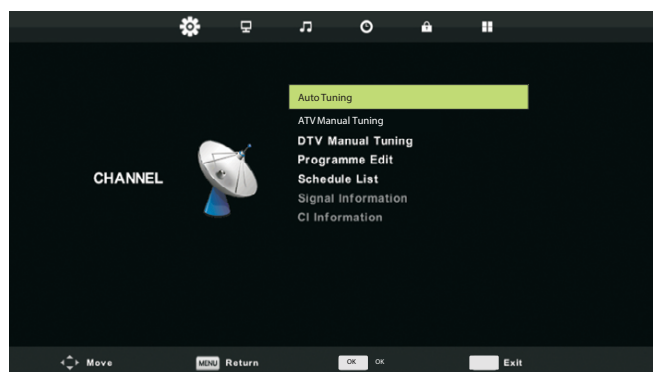 Auto Tuning
ATV Manual Tuning
DTV Manual Tuning
Programme Edit
CHANNEL
Schedule List
Signal Information
CI Information
Move MENU Return OK OK Exit